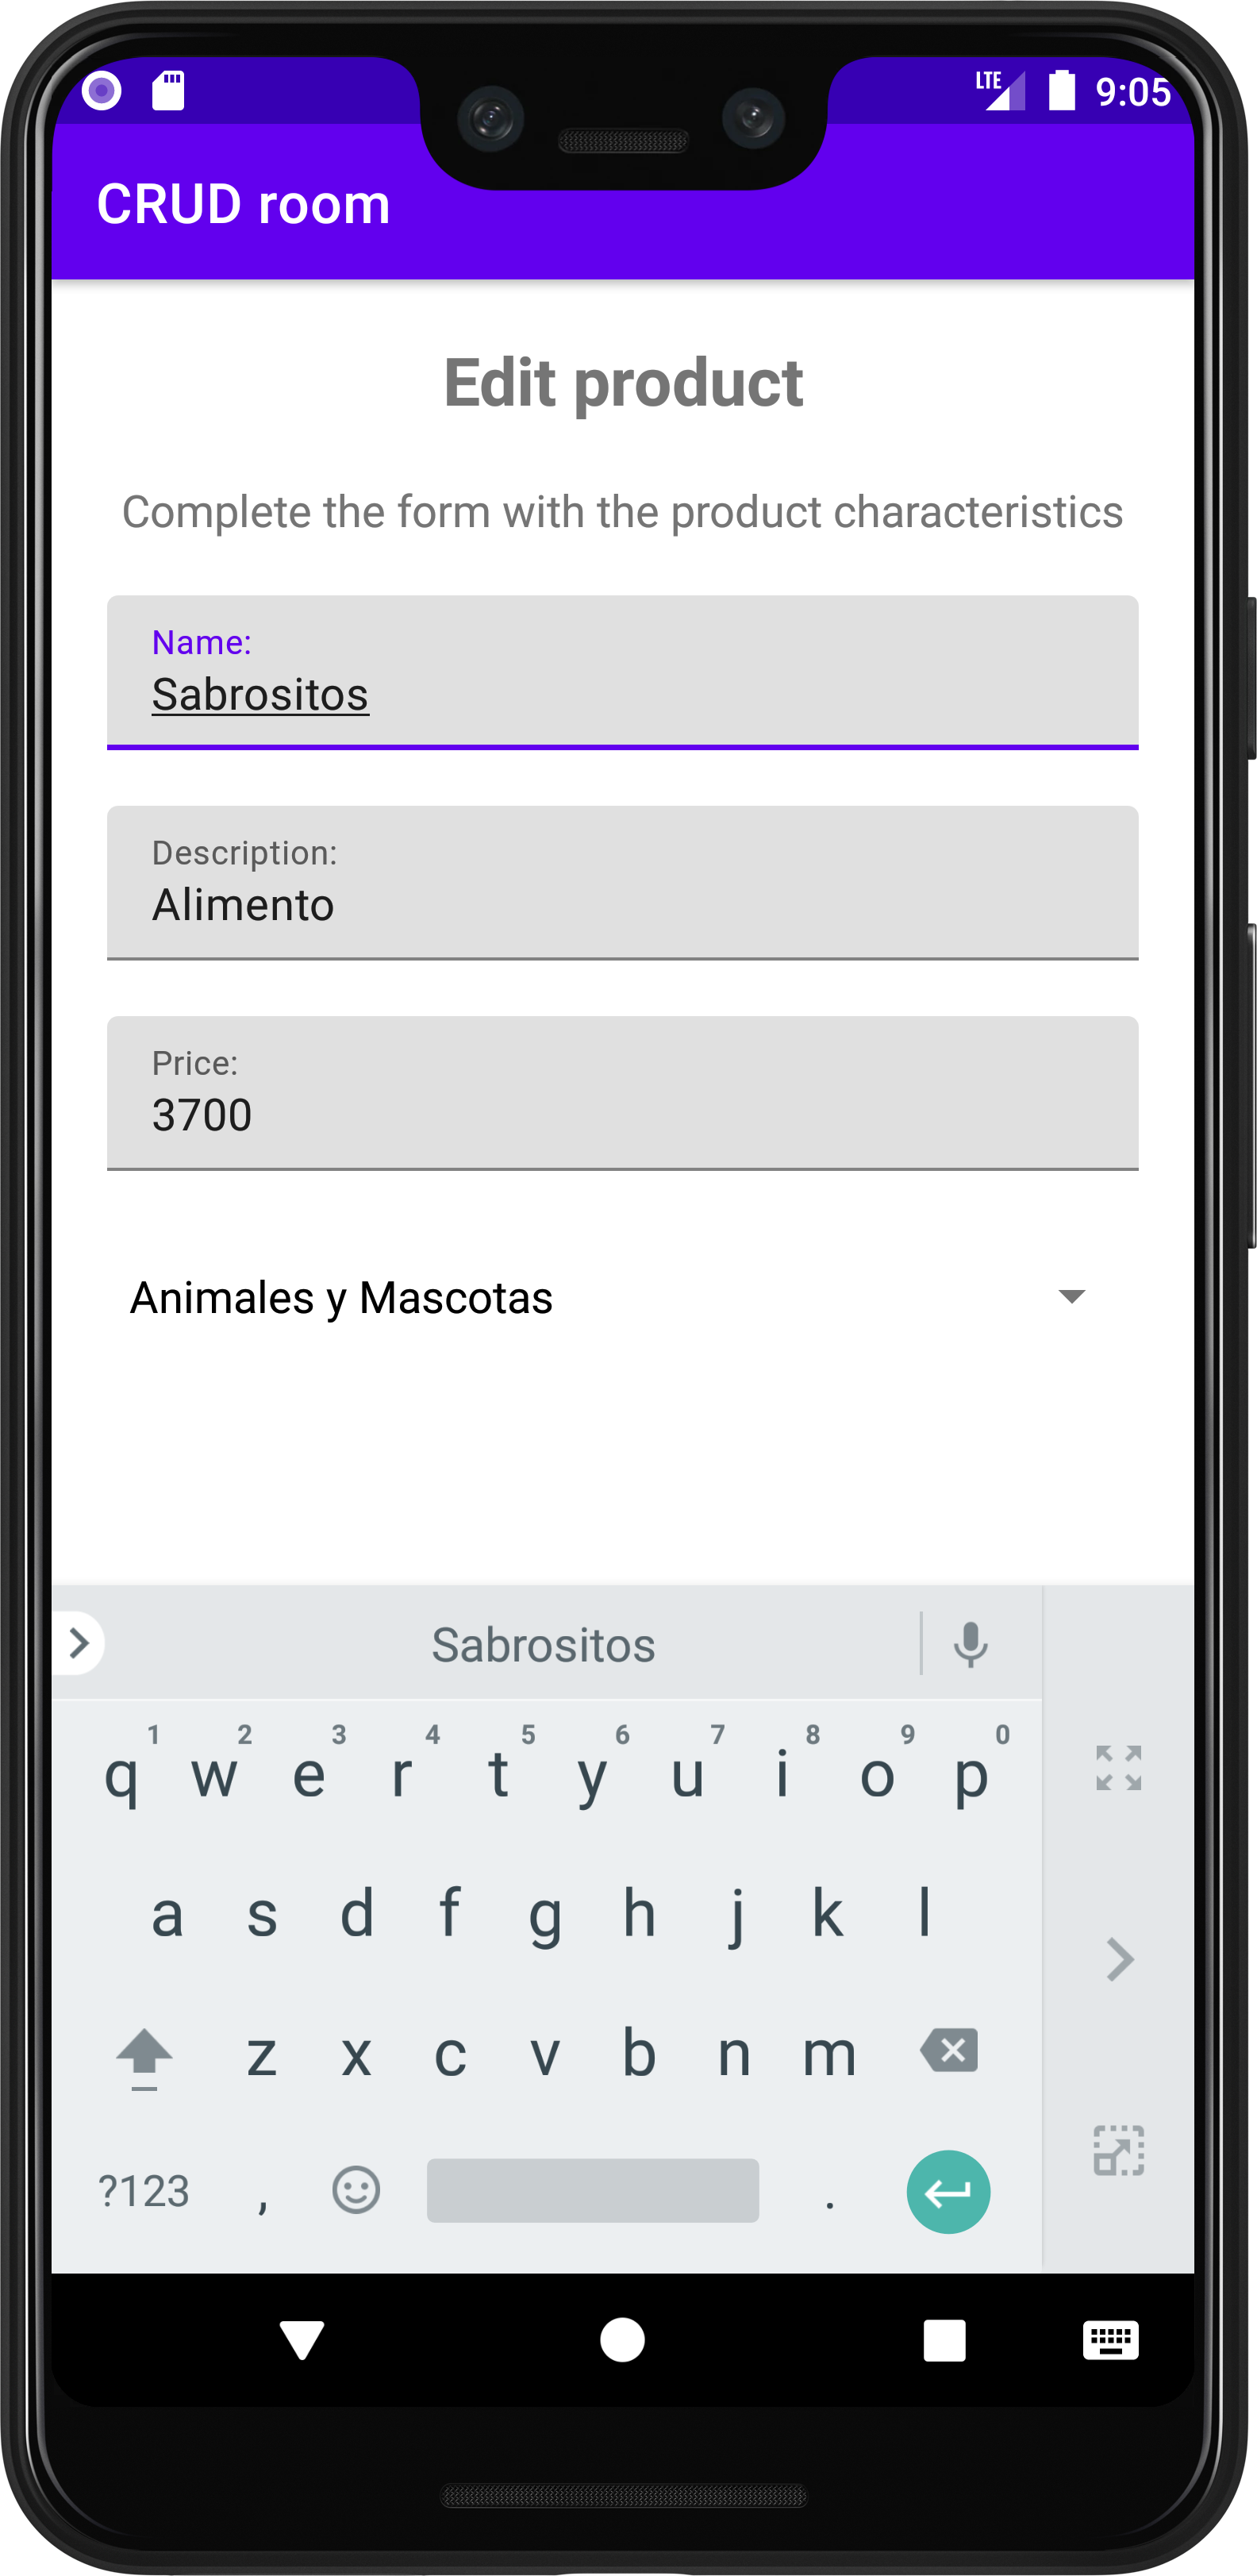 LTE 9:05
CRUD room
Edit product
Complete the form with the product characteristics
Name:
Sabrositos
Description:
Alimento
Price:
3700
Animales y Mascotas
Sabrositos
1 2 3 4 5 6 7 8 9 0
q w e r t y u i o p
a s d f g h j k l
z x c v b n m
?123 , .